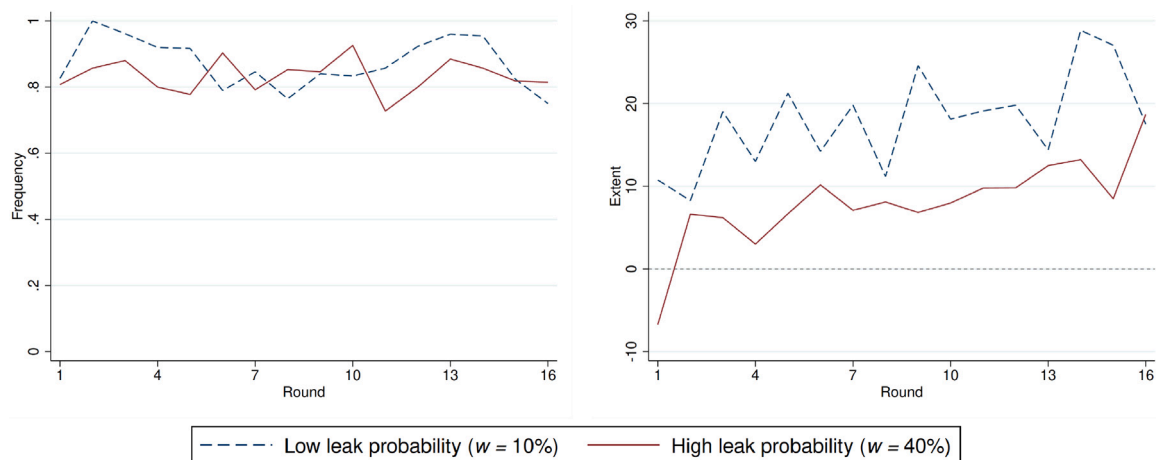 1
.8
.6
.4
.2
0
Frequency
1 4 7 10 13 16
Round
30
20
10
0
-10
Extent
1 4 7 10 13 16
Round
Low leak probability (w = 10%) High leak probability (w = 40%)